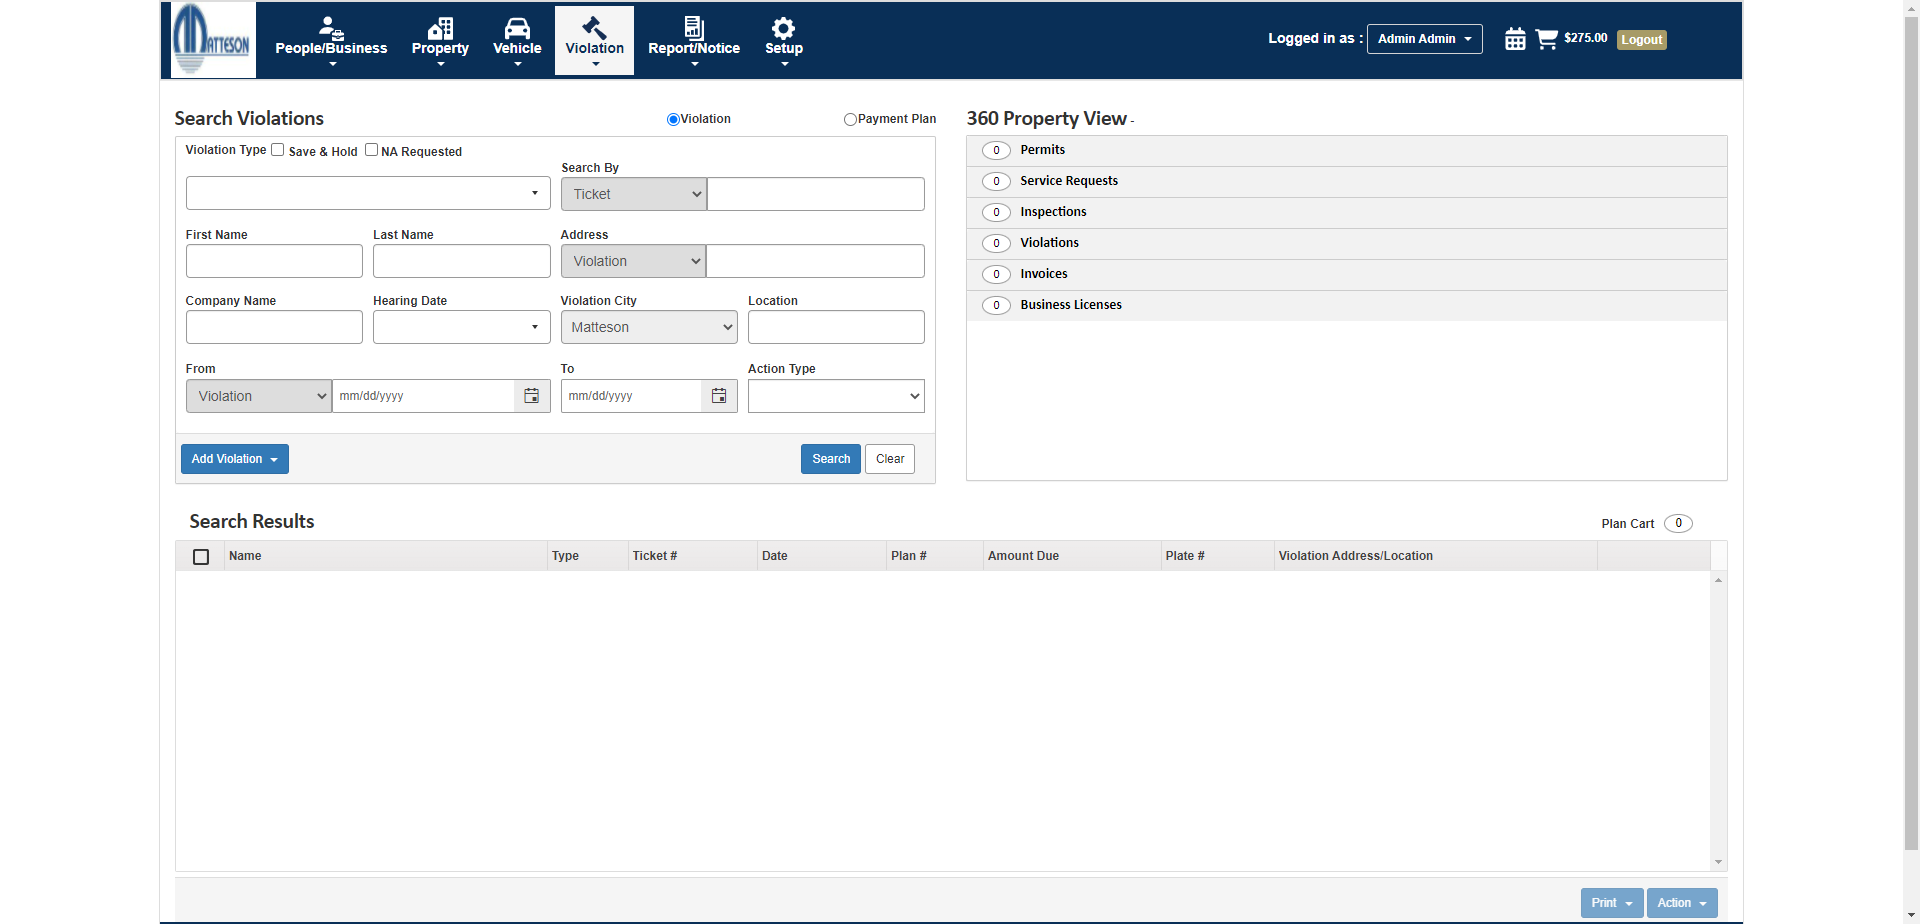 MATTESON
People/Business
Property
Vehicle
Violation
Report/Notice
Setup
Logged in as :
Admin Admin
$275.00
Logout
Search Violations
Violation
Payment Plan
360 Property View -
Violation Type
Save & Hold
NA Requested
Search By
Ticket
First Name
Last Name
Address
Violation
Company Name
Hearing Date
Violation City
Matteson
Location
From
Violation
mm/dd/yyyy
To
mm/dd/yyyy
Action Type
Add Violation
Search
Clear
0 Permits
0 Service Requests
0 Inspections
0 Violations
0 Invoices
0 Business Licenses
Search Results
Plan Cart 0
Name Type Ticket # Date Plan # Amount Due Plate # Violation Address/Location
Print
Action